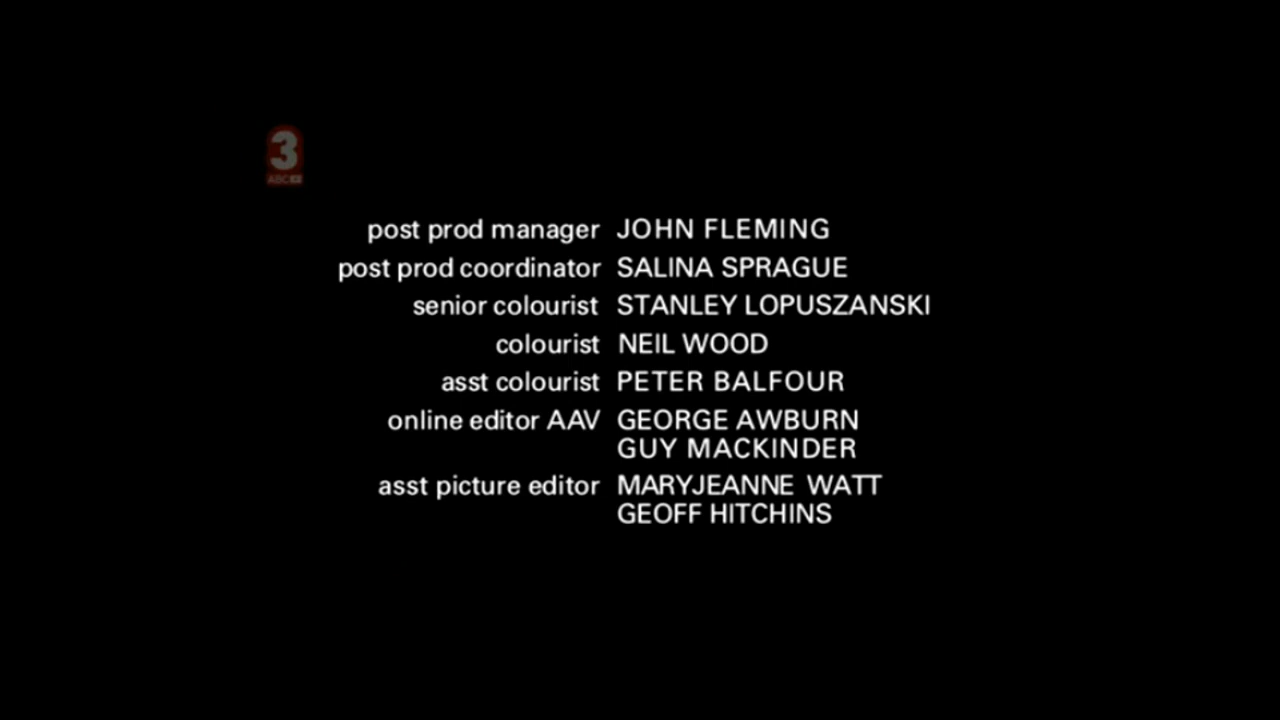 3
ABC
post prod manager JOHN FLEMING
post prod coordinator SALINA SPRAGUE
senior colourist STANLEY LOPUSZANSKI
colourist NEIL WOOD
asst colourist PETER BALFOUR
online editor AAV GEORGE AWBURN
GUY MACKINDER
asst picture editor MARYJEANNE WATT
GEOFF HITCHINS